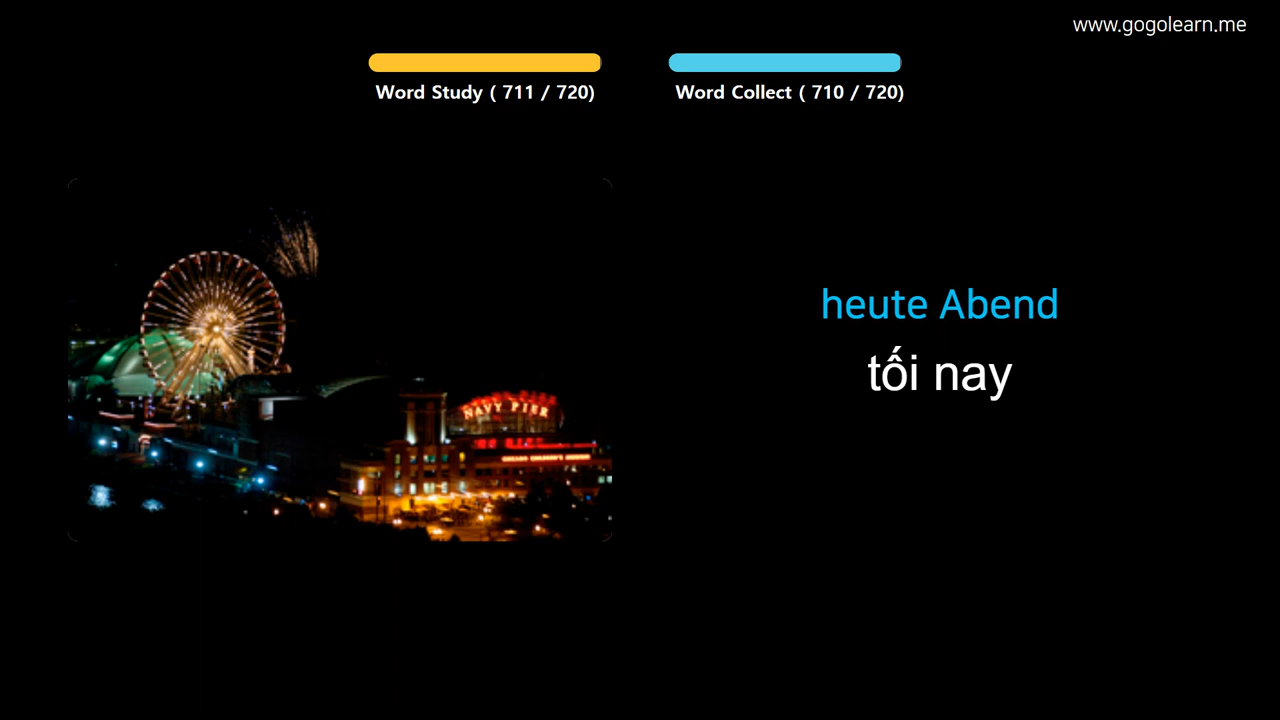 www.gogolearn.me
Word Study ( 711 / 720)
Word Collect ( 710 / 720)
heute Abend
tối nay
NAVY PIER